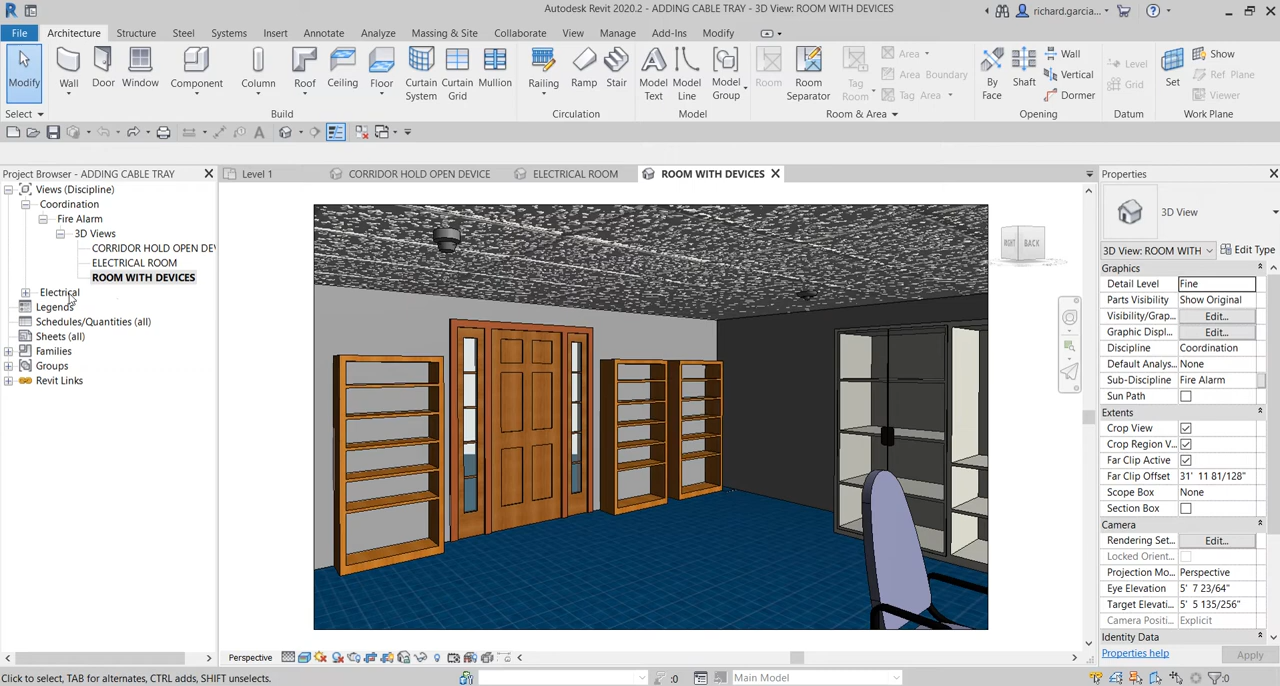 Autodesk Revit 2020.2 - ADDING CABLE TRAY - 3D View: ROOM WITH DEVICES
richard.garcia...
File Architecture Structure Steel Systems Insert Annotate Analyze Massing & Site Collaborate View Manage Add-Ins Modify
Modify Wall Door Window Component Column Roof Ceiling Floor Curtain System Curtain Grid Mullion Railing Ramp Stair Model Text Model Line Model Group Room Room Separator Tag Room Area Area Boundary Tag Area By Face Shaft Wall Vertical Dormer Level Grid Set Show Ref Plane Viewer
Select Build Circulation Model Room & Area Opening Datum Work Plane
Project Browser - ADDING CABLE TRAY
Views (Discipline)
Coordination
Fire Alarm
3D Views
CORRIDOR HOLD OPEN DEV
ELECTRICAL ROOM
ROOM WITH DEVICES
Electrical
Legends
Schedules/Quantities (all)
Sheets (all)
Families
Groups
Revit Links
Level 1 CORRIDOR HOLD OPEN DEVICE ELECTRICAL ROOM ROOM WITH DEVICES
RIGHT BACK
Properties
3D View
3D View: ROOM WITH Edit Type
Graphics
Detail Level Fine
Parts Visibility Show Original
Visibility/Grap... Edit...
Graphic Displ... Edit...
Discipline Coordination
Default Analys... None
Sub-Discipline Fire Alarm
Sun Path
Extents
Crop View
Crop Region V...
Far Clip Active
Far Clip Offset 31' 11 81/128"
Scope Box None
Section Box
Camera
Rendering Set... Edit...
Locked Orient...
Projection Mo... Perspective
Eye Elevation 5' 7 23/64"
Target Elevati... 5' 5 135/256"
Camera Positi... Explicit
Identity Data
Properties help Apply
Perspective
Click to select, TAB for alternates, CTRL adds, SHIFT unselects.
:0 Main Model :0